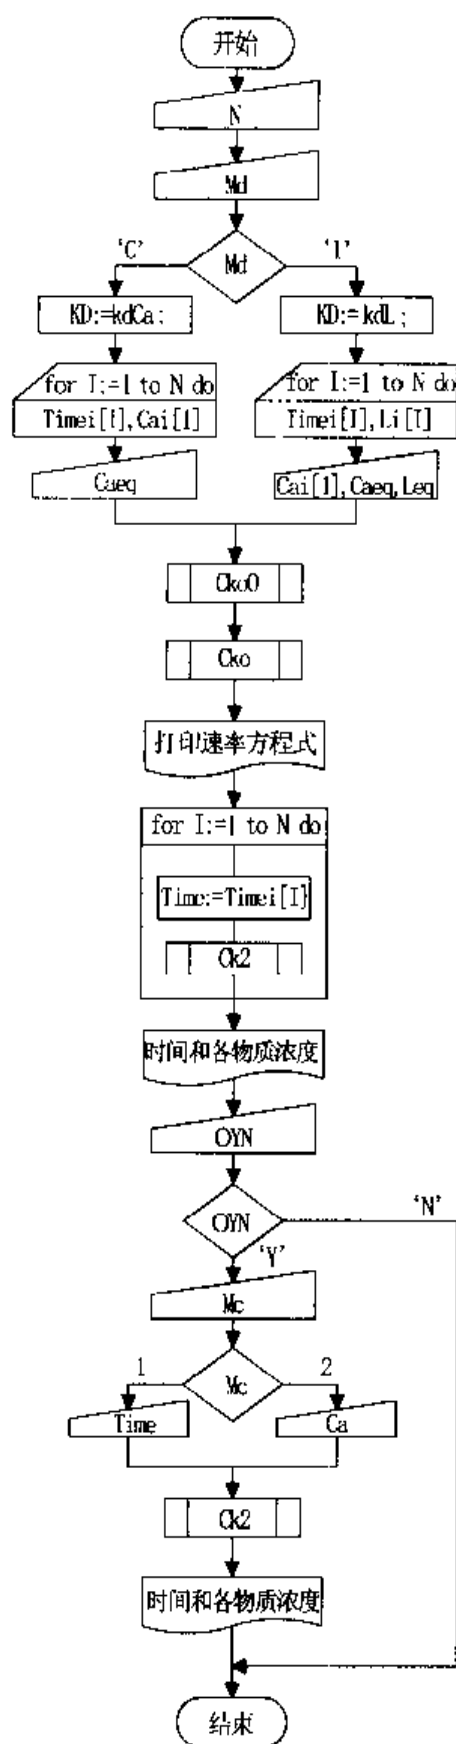 开始
N
Md
Md
'C'
'l'
KD:=kdCa;
KD:=kdL;
for I:=1 to N do
Timei[I],Cai[I]
for I:=1 to N do
Timei[I],Li[I]
Caeq
Cai[1],Caeq,Leq
Cko0
Cko
打印速率方程式
for I:=1 to N do
Time:=Timei[I]
Ck2
时间和各物质浓度
OYN
OYN
'N'
'Y'
Mc
Mc
1
2
Time
Ca
Ck2
时间和各物质浓度
结束